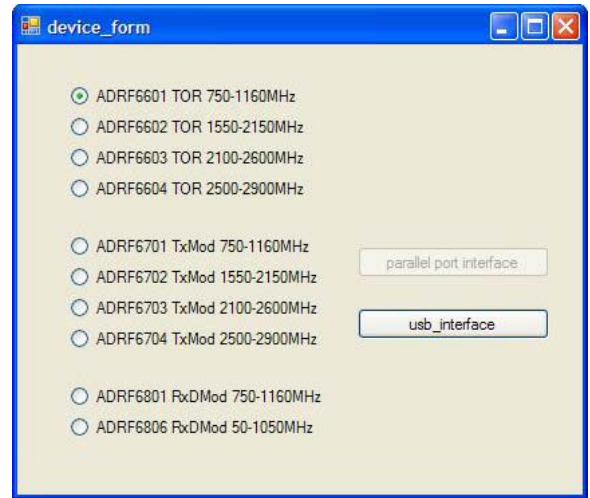 device_form
ADRF6601 TOR 750-1160MHz
ADRF6602 TOR 1550-2150MHz
ADRF6603 TOR 2100-2600MHz
ADRF6604 TOR 2500-2900MHz
ADRF6701 TxMod 750-1160MHz
parallel port interface
ADRF6702 TxMod 1550-2150MHz
ADRF6703 TxMod 2100-2600MHz
usb_interface
ADRF6704 TxMod 2500-2900MHz
ADRF6801 RxDMod 750-1160MHz
ADRF6806 RxDMod 50-1050MHz